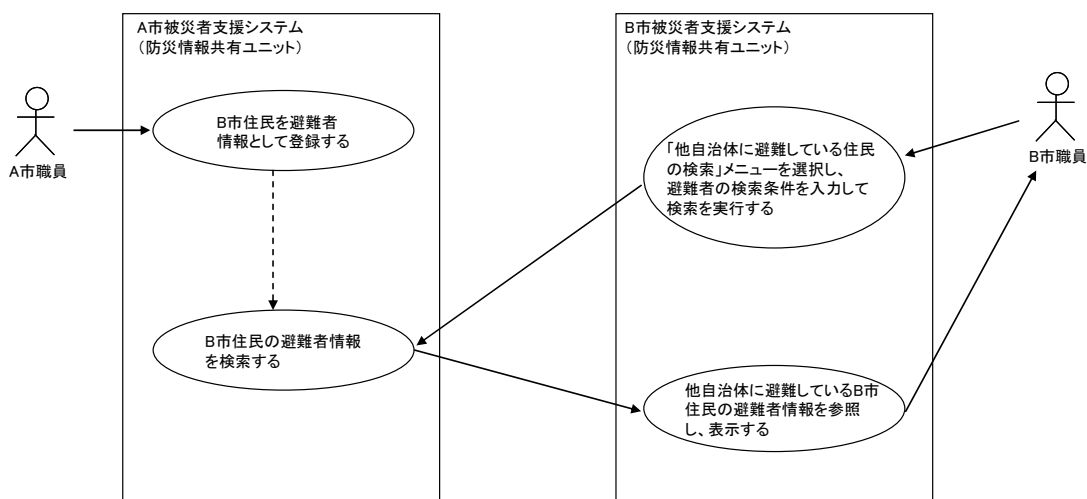 A市被災者支援システム
(防災情報共有ユニット)
B市被災者支援システム
(防災情報共有ユニット)
B市住民を避難者
情報として登録する
A市職員
「他自治体に避難している住民
の検索」メニューを選択し、
避難者の検索条件を入力して
検索を実行する
B市職員
B市住民の避難者情報
を検索する
他自治体に避難しているB市
住民の避難者情報を参照
し、表示する